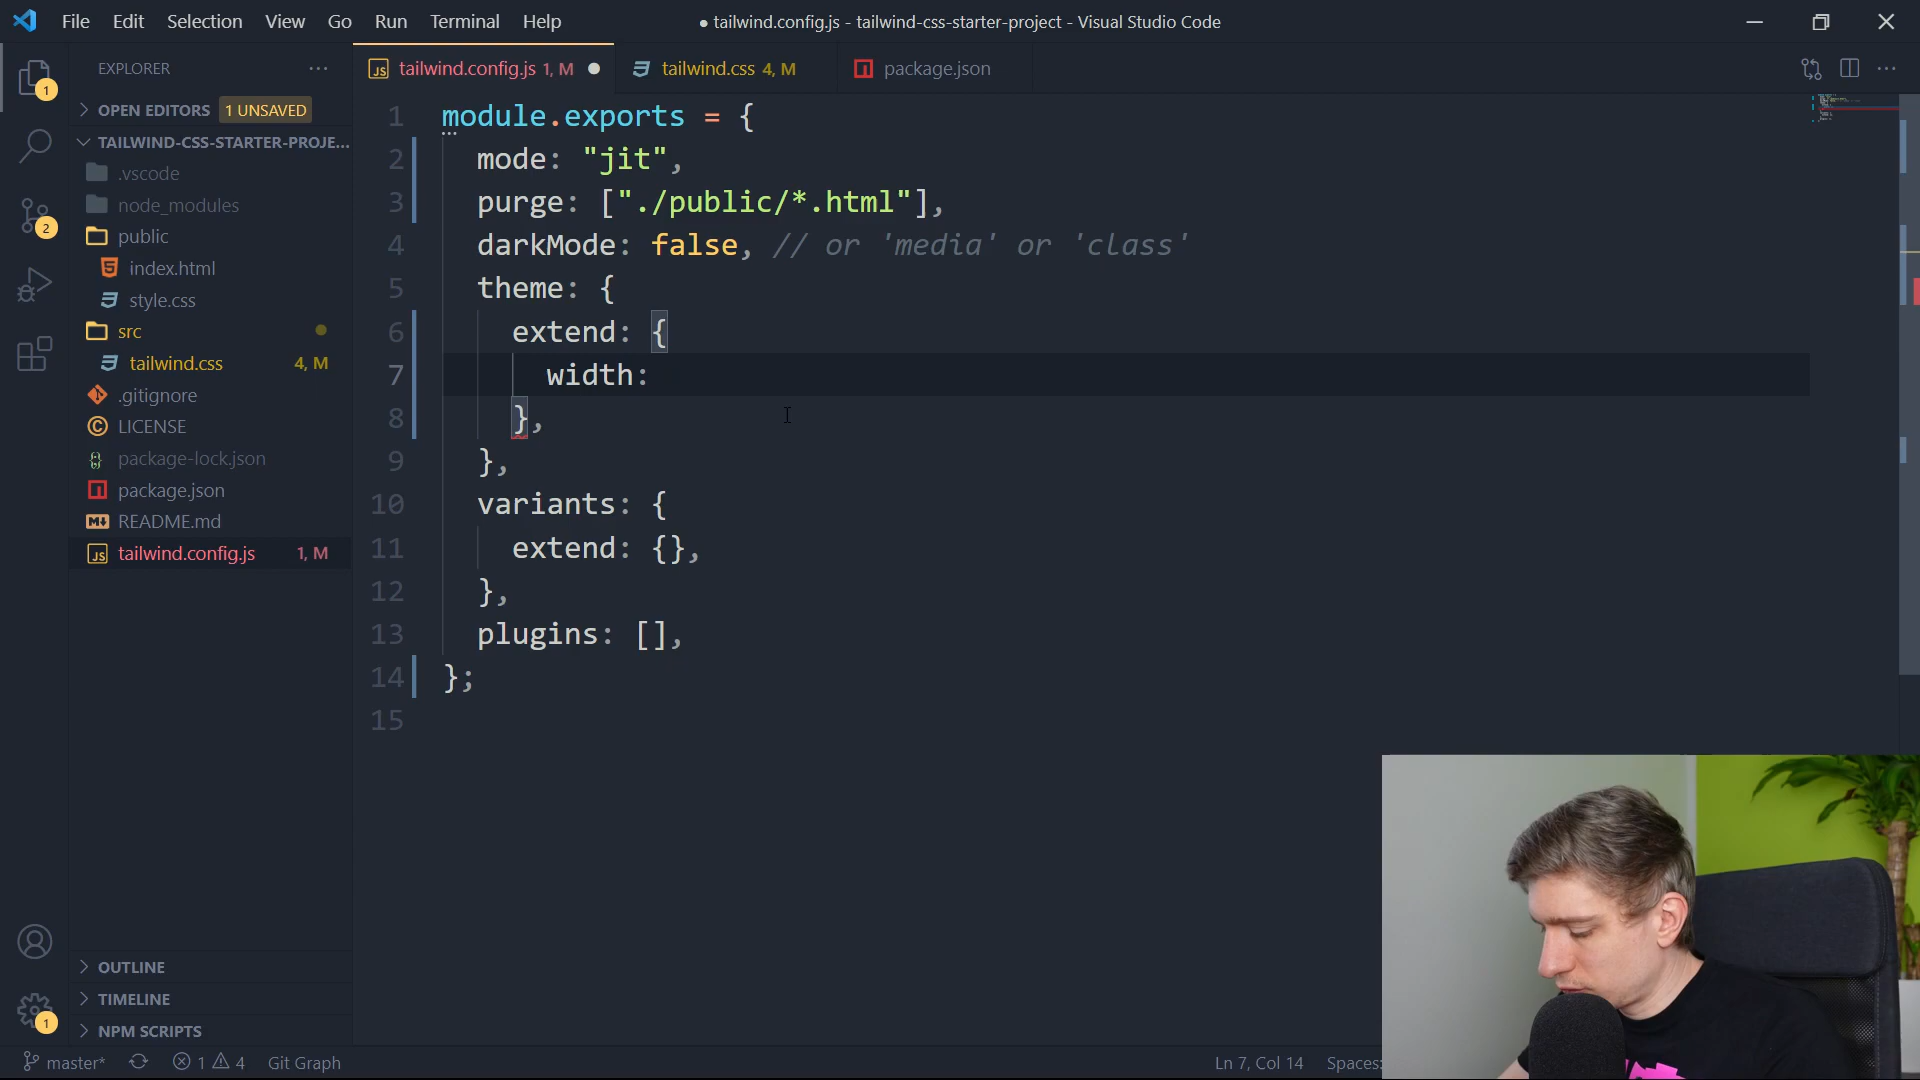 File Edit Selection View Go Run Terminal Help
● tailwind.config.js - tailwind-css-starter-project - Visual Studio Code
EXPLORER
OPEN EDITORS 1 UNSAVED
TAILWIND-CSS-STARTER-PROJE...
.vscode
node_modules
public
index.html
style.css
src
tailwind.css 4, M
.gitignore
LICENSE
package-lock.json
package.json
README.md
tailwind.config.js 1, M
OUTLINE
TIMELINE
NPM SCRIPTS
1
2
1
tailwind.config.js 1, M
tailwind.css 4, M
package.json
1 module.exports = {
2 mode: "jit",
3 purge: ["./public/*.html"],
4 darkMode: false, // or 'media' or 'class'
5 theme: {
6 extend: {
7 width:
8 },
9 },
10 variants: {
11 extend: {},
12 },
13 plugins: [],
14 };
15
master* 1 4 Git Graph
Ln 7, Col 14 Spaces: